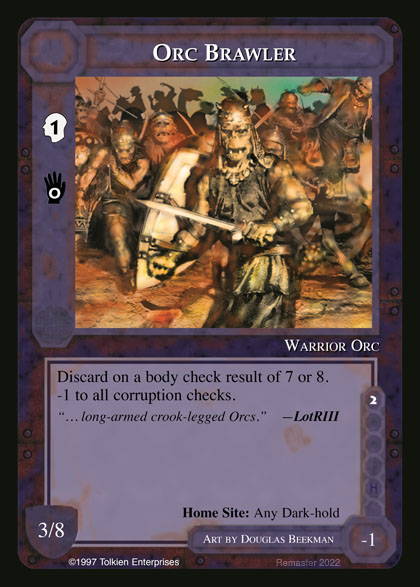 Orc Brawler
1
0
Warrior Orc
Discard on a body check result of 7 or 8.
-1 to all corruption checks.
“… long-armed crook-legged Orcs.” —LotRIII
2
H
Home Site: Any Dark-hold
3/8
Art by Douglas Beekman
-1
©1997 Tolkien Enterprises
Remaster 2022